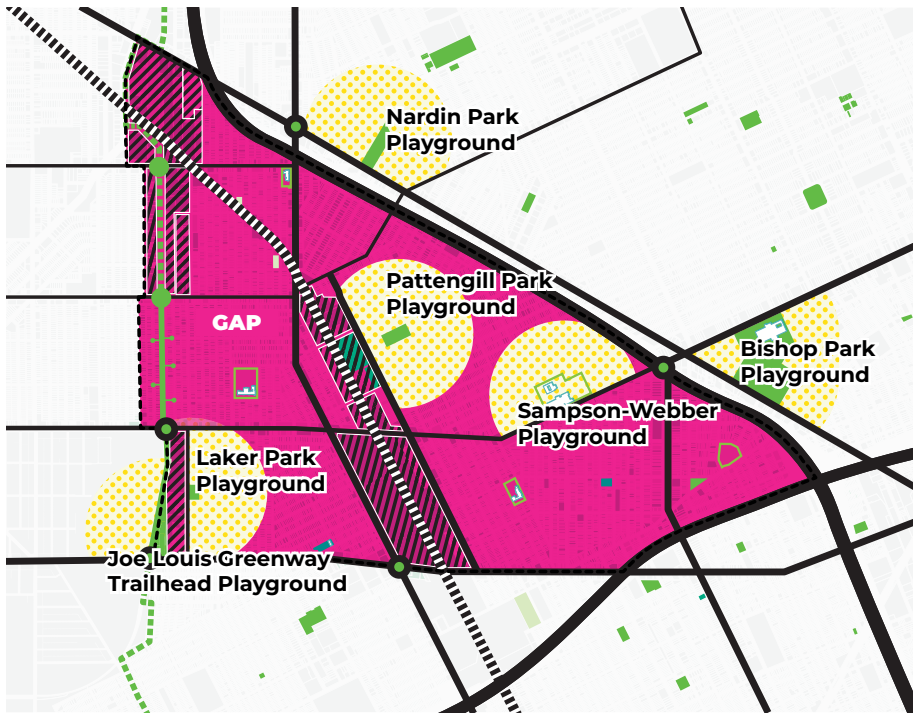 Nardin Park
Playground
Pattengill Park
Playground
GAP
Bishop Park
Playground
Sampson-Webber
Playground
Laker Park
Playground
Joe Louis Greenway
Trailhead Playground